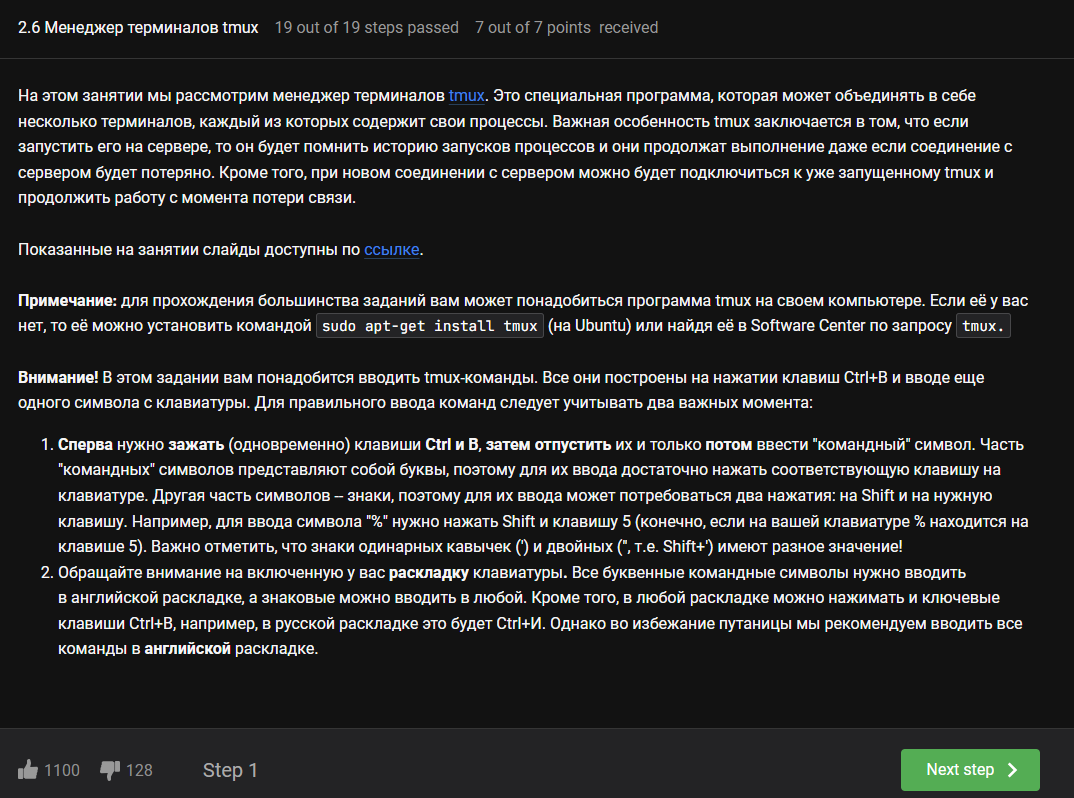 2.6 Менеджер терминалов tmux 19 out of 19 steps passed 7 out of 7 points received
На этом занятии мы рассмотрим менеджер терминалов tmux. Это специальная программа, которая может объединять в себе
несколько терминалов, каждый из которых содержит свои процессы. Важная особенность tmux заключается в том, что если
запустить его на сервере, то он будет помнить историю запусков процессов и они продолжат выполнение даже если соединение с
сервером будет потеряно. Кроме того, при новом соединении с сервером можно будет подключиться к уже запущенному tmux и
продолжить работу с момента потери связи.
Показанные на занятии слайды доступны по ссылке.
Примечание: для прохождения большинства заданий вам может понадобиться программа tmux на своем компьютере. Если её у вас
нет, то её можно установить командой sudo apt-get install tmux (на Ubuntu) или найдя её в Software Center по запросу tmux.
Внимание! В этом задании вам понадобится вводить tmux-команды. Все они построены на нажатии клавиш Ctrl+B и вводе еще
одного символа с клавиатуры. Для правильного ввода команд следует учитывать два важных момента:
1. Сперва нужно зажать (одновременно) клавиши Ctrl и B, затем отпустить их и только потом ввести "командный" символ. Часть
"командных" символов представляют собой буквы, поэтому для их ввода достаточно нажать соответствующую клавишу на
клавиатуре. Другая часть символов – знаки, поэтому для их ввода может потребоваться два нажатия: на Shift и на нужную
клавишу. Например, для ввода символа "%" нужно нажать Shift и клавишу 5 (конечно, если на вашей клавиатуре % находится на
клавише 5). Важно отметить, что знаки одинарных кавычек (') и двойных (", т.е. Shift+') имеют разное значение!
2. Обращайте внимание на включенную у вас раскладку клавиатуры. Все буквенные командные символы нужно вводить
в английской раскладке, а знаковые можно вводить в любой. Кроме того, в любой раскладке можно нажимать и ключевые
клавиши Ctrl+B, например, в русской раскладке это будет Ctrl+И. Однако во избежание путаницы мы рекомендуем вводить все
команды в английской раскладке.
1100 128 Step 1 Next step